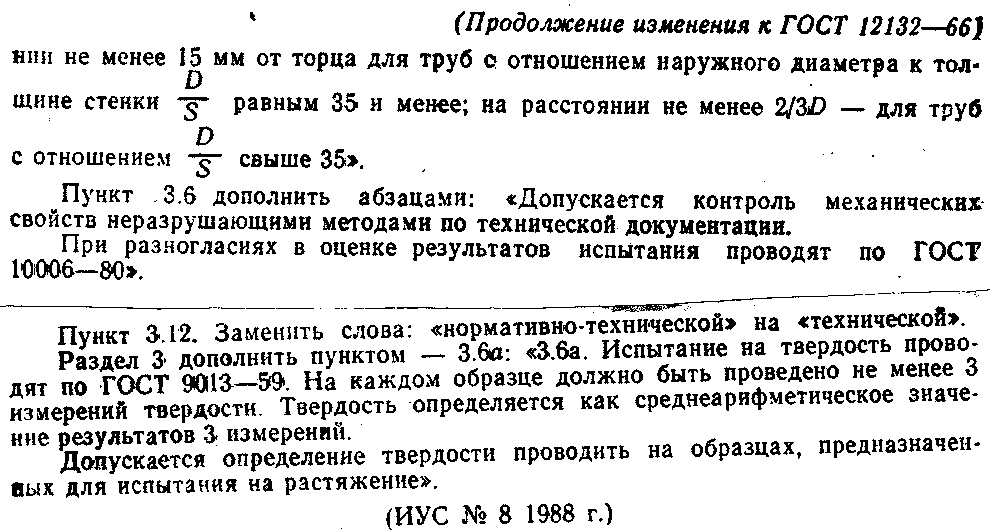 (Продолжение изменения к ГОСТ 12132—66)
нии не менее 15 мм от торца для труб с отношением наружного диаметра к тол-
щине стенки D/S равным 35 и менее; на расстоянии не менее 2/3D — для труб
с отношением D/S свыше 35».
Пункт 3.6 дополнить абзацами: «Допускается контроль механических
свойств неразрушающими методами по технической документации.
При разногласиях в оценке результатов испытания проводят по ГОСТ
10006—80».
Пункт 3.12. Заменить слова: «нормативно-технической» на «технической».
Раздел 3 дополнить пунктом — 3.6а: «3.6а. Испытание на твердость прово-
дят по ГОСТ 9013—59. На каждом образце должно быть проведено не менее 3
измерений твердости. Твердость определяется как среднеарифметическое значе-
ние результатов 3 измерений.
Допускается определение твердости проводить на образцах, предназначен-
ных для испытания на растяжение».
(ИУС № 8 1988 г.)